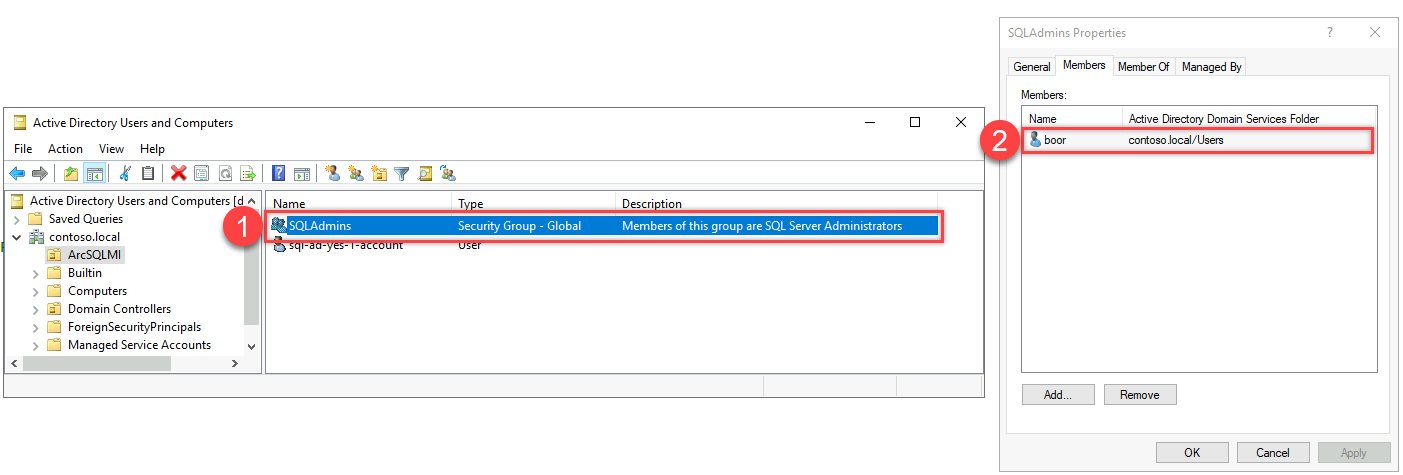 Active Directory Users and Computers
File Action View Help
Active Directory Users and Computers [d
Saved Queries
contoso.local
ArcSQLMI
Builtin
Computers
Domain Controllers
ForeignSecurityPrincipals
Managed Service Accounts
Name Type Description
1
SQLAdmins Security Group - Global Members of this group are SQL Server Administrators
sql-ad-yes-1-account User
SQLAdmins Properties
General Members Member Of Managed By
Members:
Name Active Directory Domain Services Folder
2
boor contoso.local/Users
Add... Remove
OK Cancel Apply